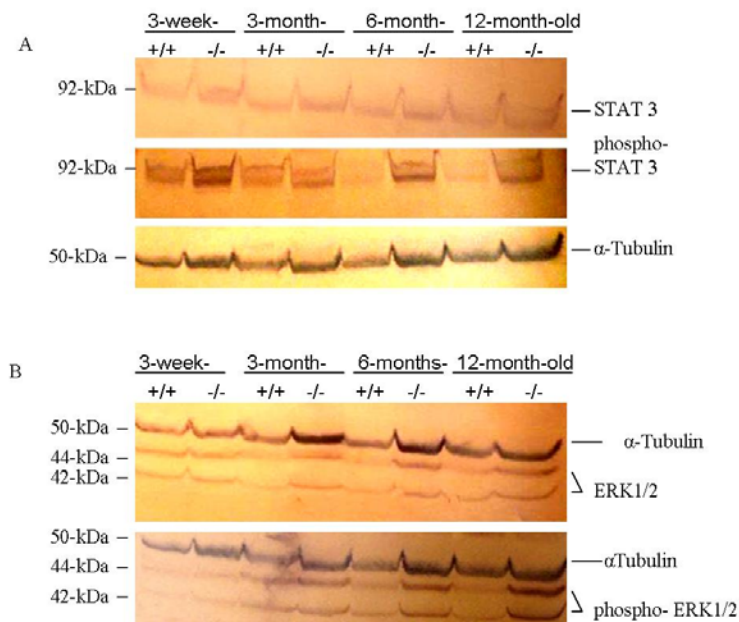 A
3-week- 3-month- 6-months- 12-month-old
+/+ -/- +/+ -/- +/+ -/- +/+ -/-
92-kDa
STAT 3
phospho-
92-kDa STAT 3
50-kDa α-Tubulin
B
3-week- 3-month- 6-months- 12-month-old
+/+ -/- +/+ -/- +/+ -/- +/+ -/-
50-kDa α-Tubulin
44-kDa
42-kDa ERK1/2
50-kDa
44-kDa αTubulin
42-kDa phospho- ERK1/2